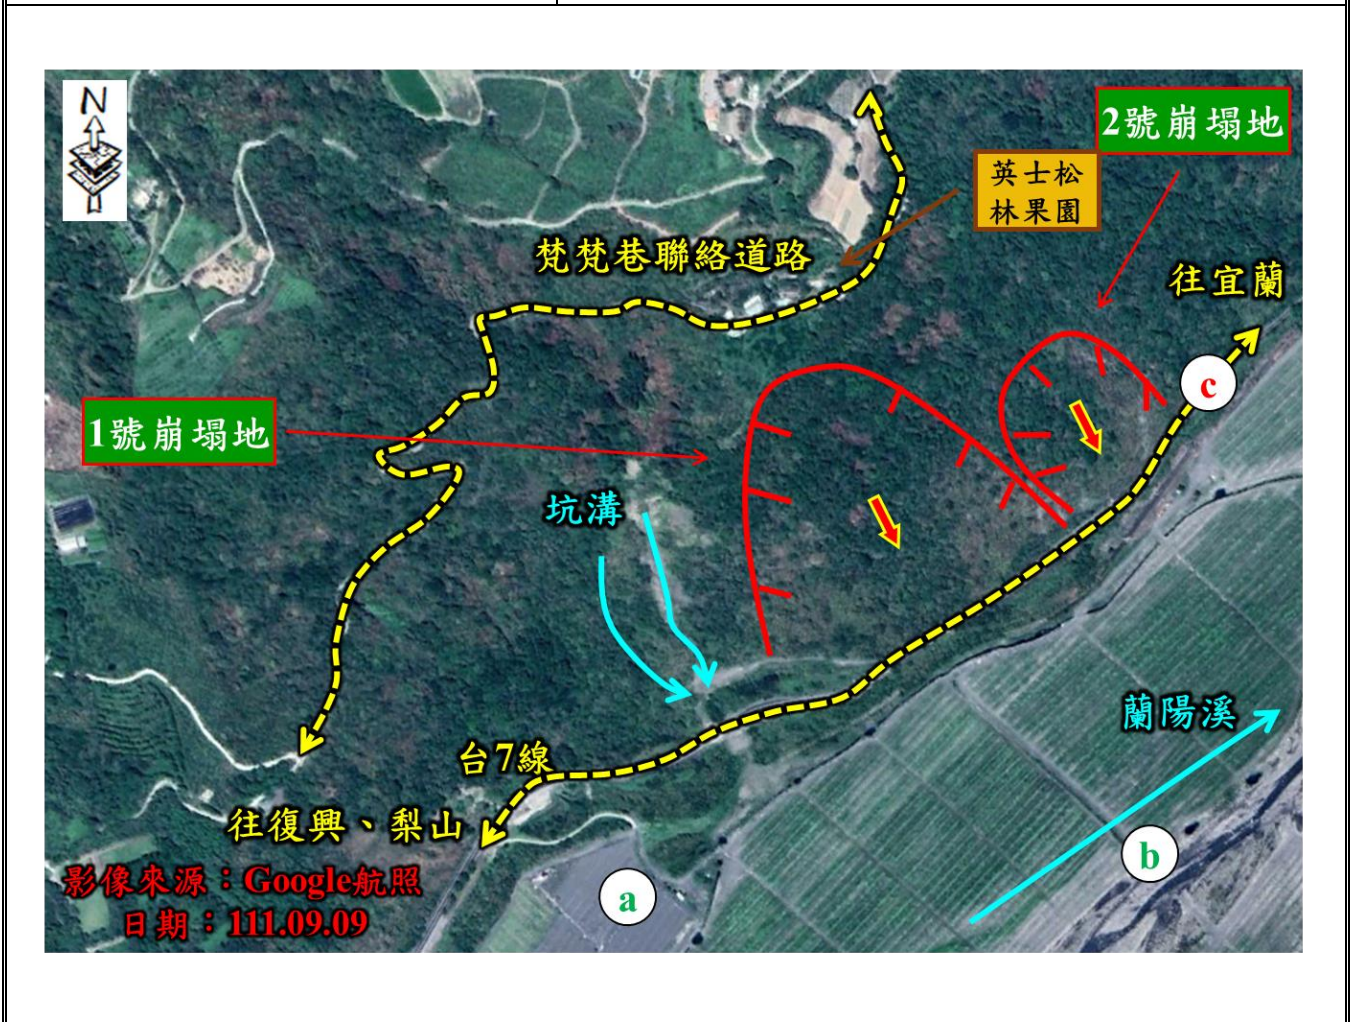 N
2號崩塌地
英士松
林果園
梵梵巷聯絡道路
往宜蘭
c
1號崩塌地
坑溝
蘭陽溪
台7線
往復興、梨山
b
影像來源：Google航照
日期：111.09.09
a